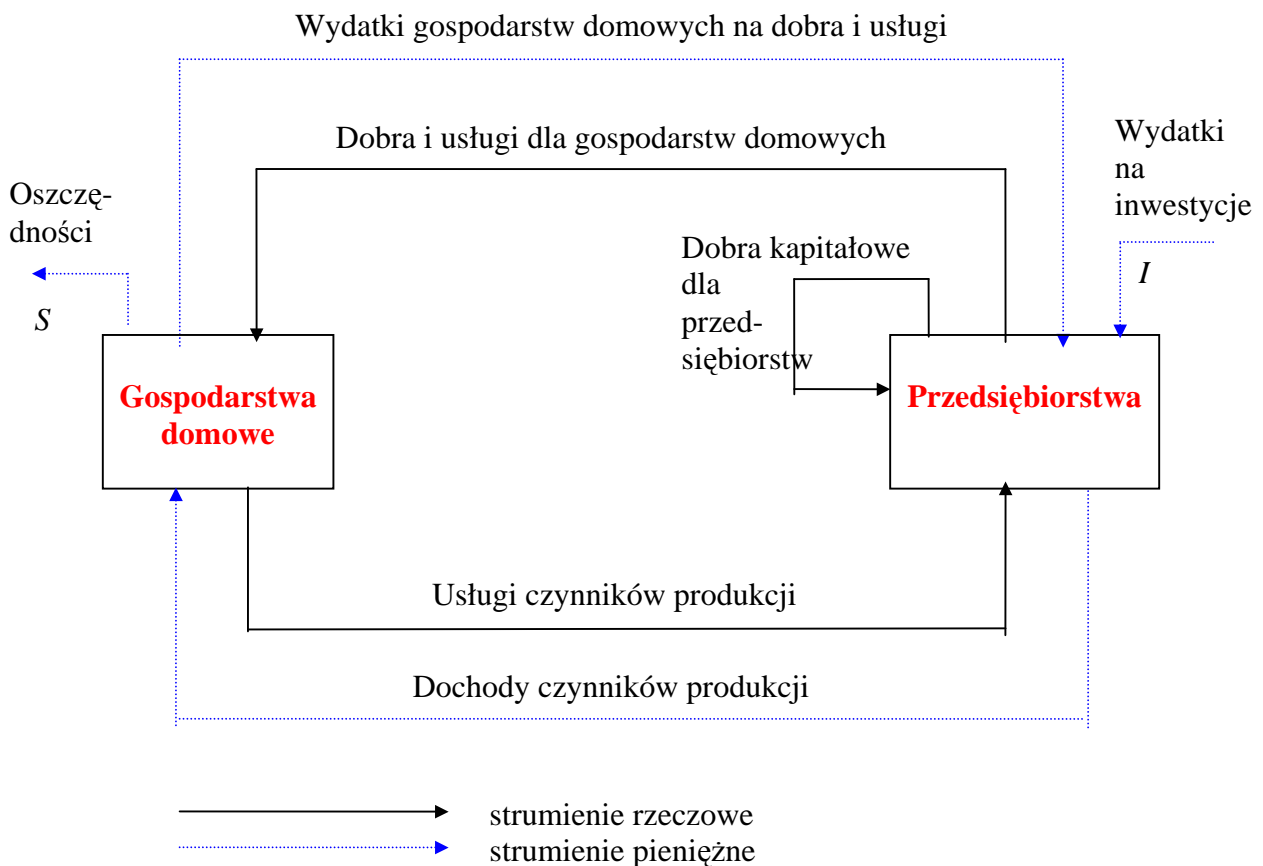 Wydatki gospodarstw domowych na dobra i usługi
Dobra i usługi dla gospodarstw domowych
Wydatki
na
inwestycje
Oszczę-
dności
Dobra kapitałowe
dla
przed-
siębiorstw
I
S
Gospodarstwa
domowe
Przedsiębiorstwa
Usługi czynników produkcji
Dochody czynników produkcji
strumienie rzeczowe
strumienie pieniężne